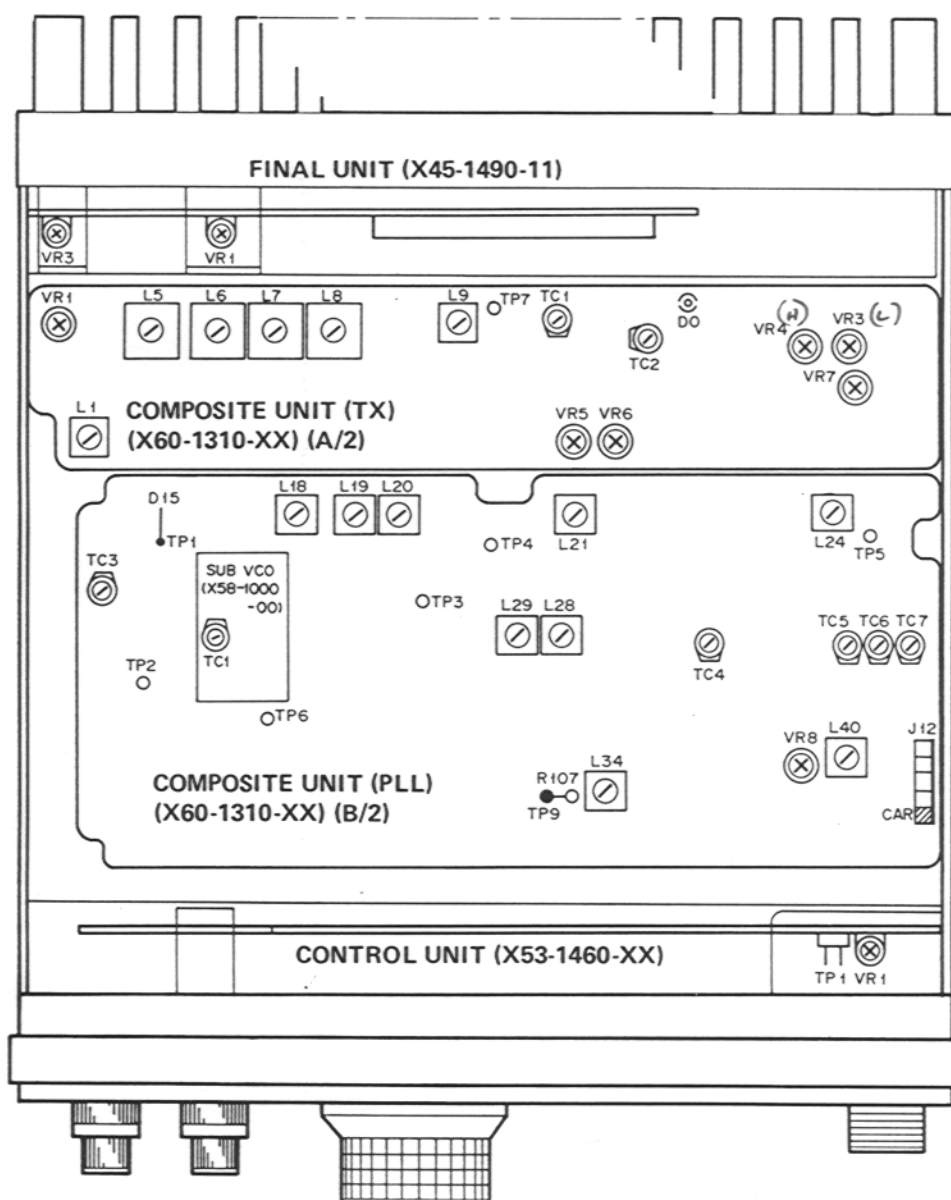 FINAL UNIT (X45-1490-11)
VR3 VR1
VR1 L5 L6 L7 L8 L9 TP7 TC1 DO
(H) (L)
VR4 VR3
TC2 VR7
L1 COMPOSITE UNIT (TX)
(X60-1310-XX) (A/2)
VR5 VR6
D15 L18 L19 L20
TP1 TP4 L21 L24 TP5
TC3
SUB VCO
(X58-1000
-00)
TC1
TP3
L29 L28
TC5 TC6 TC7
TP2 TC4
TP6
VR8 L40 J12
COMPOSITE UNIT (PLL)
(X60-1310-XX) (B/2)
R107 L34
TP9 CAR
CONTROL UNIT (X53-1460-XX)
TP1 VR1